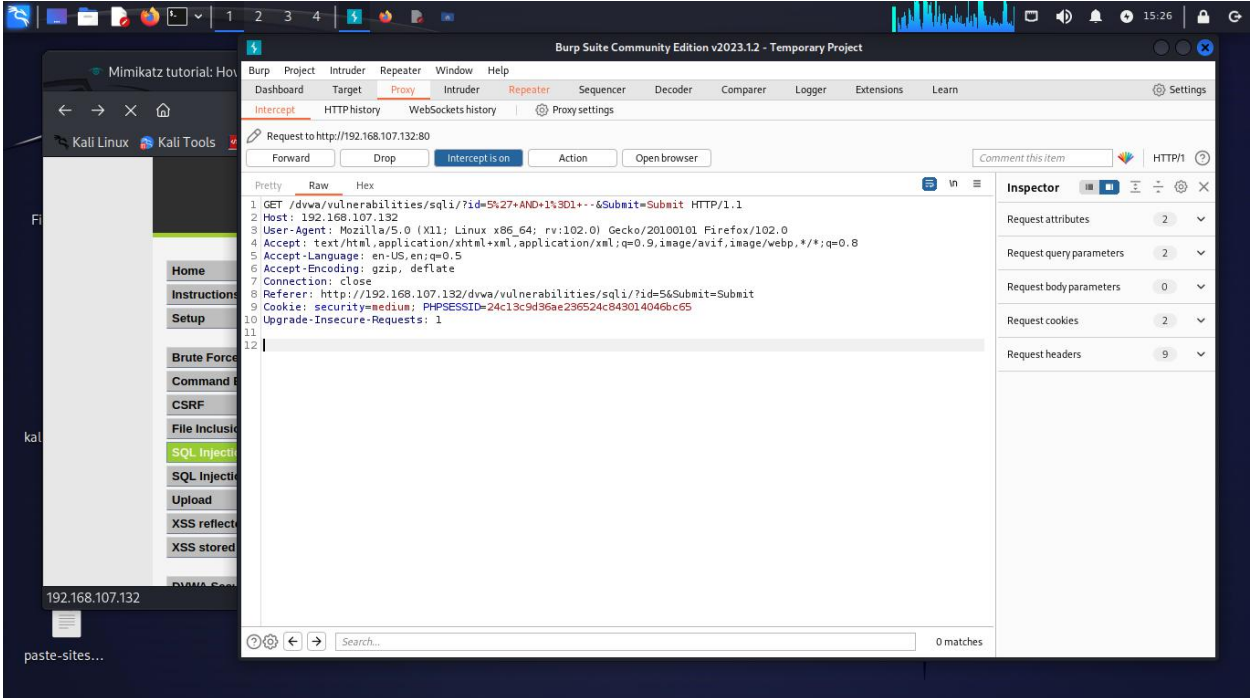 1 2 3 4
15:26
Mimikatz tutorial: How
Kali Linux Kali Tools
Home
Instructions
Setup
Brute Force
Command E
CSRF
File Inclusio
SQL Injectio
SQL Injectio
Upload
XSS reflecte
XSS stored
DVWA Secu
192.168.107.132
Fi
kal
paste-sites...
Burp Suite Community Edition v2023.1.2 - Temporary Project
Burp Project Intruder Repeater Window Help
Dashboard Target Proxy Intruder Repeater Sequencer Decoder Comparer Logger Extensions Learn Settings
Intercept HTTP history WebSockets history Proxy settings
Request to http://192.168.107.132:80
Forward Drop Intercept is on Action Open browser Comment this item HTTP/1 ?
Pretty Raw Hex \n
1 GET /dvwa/vulnerabilities/sqli/?id=5%27+AND+1%3D1+--&Submit=Submit HTTP/1.1
2 Host: 192.168.107.132
3 User-Agent: Mozilla/5.0 (X11; Linux x86_64; rv:102.0) Gecko/20100101 Firefox/102.0
4 Accept: text/html,application/xhtml+xml,application/xml;q=0.9,image/avif,image/webp,*/*;q=0.8
5 Accept-Language: en-US,en;q=0.5
6 Accept-Encoding: gzip, deflate
7 Connection: close
8 Referer: http://192.168.107.132/dvwa/vulnerabilities/sqli/?id=5&Submit=Submit
9 Cookie: security=medium; PHPSESSID=24c13c9d36ae236524c843014046bc65
10 Upgrade-Insecure-Requests: 1
11
12
Inspector
Request attributes 2
Request query parameters 2
Request body parameters 0
Request cookies 2
Request headers 9
? Search... 0 matches